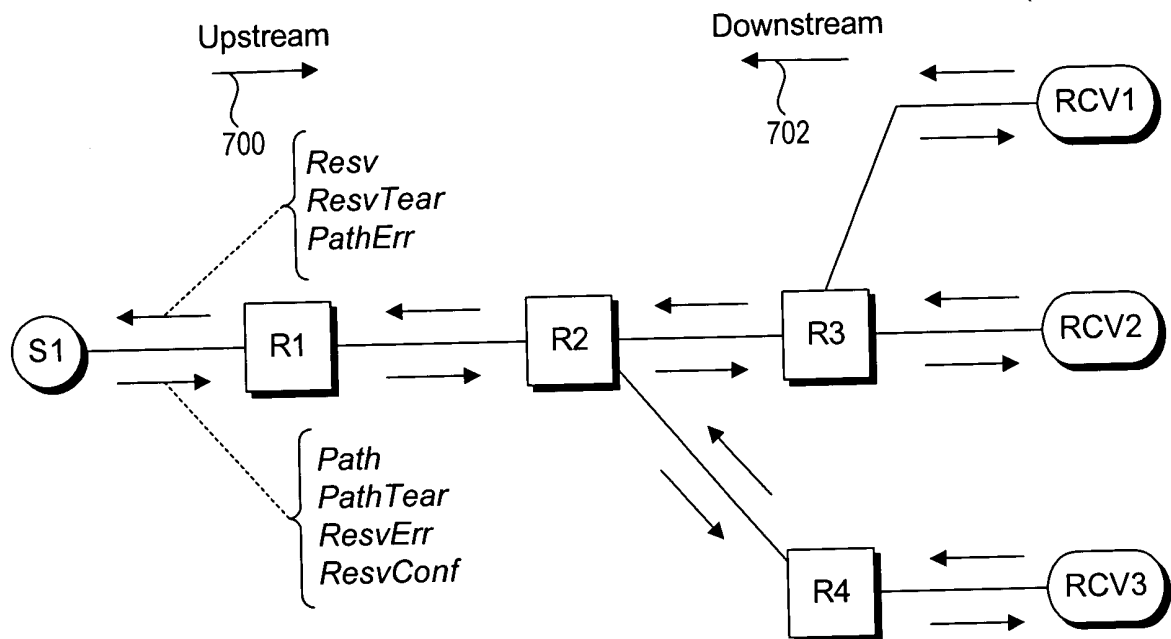 Upstream
700
Downstream
702
RCV1
Resv
ResvTear
PathErr
S1
R1
R2
R3
RCV2
Path
PathTear
ResvErr
ResvConf
R4
RCV3